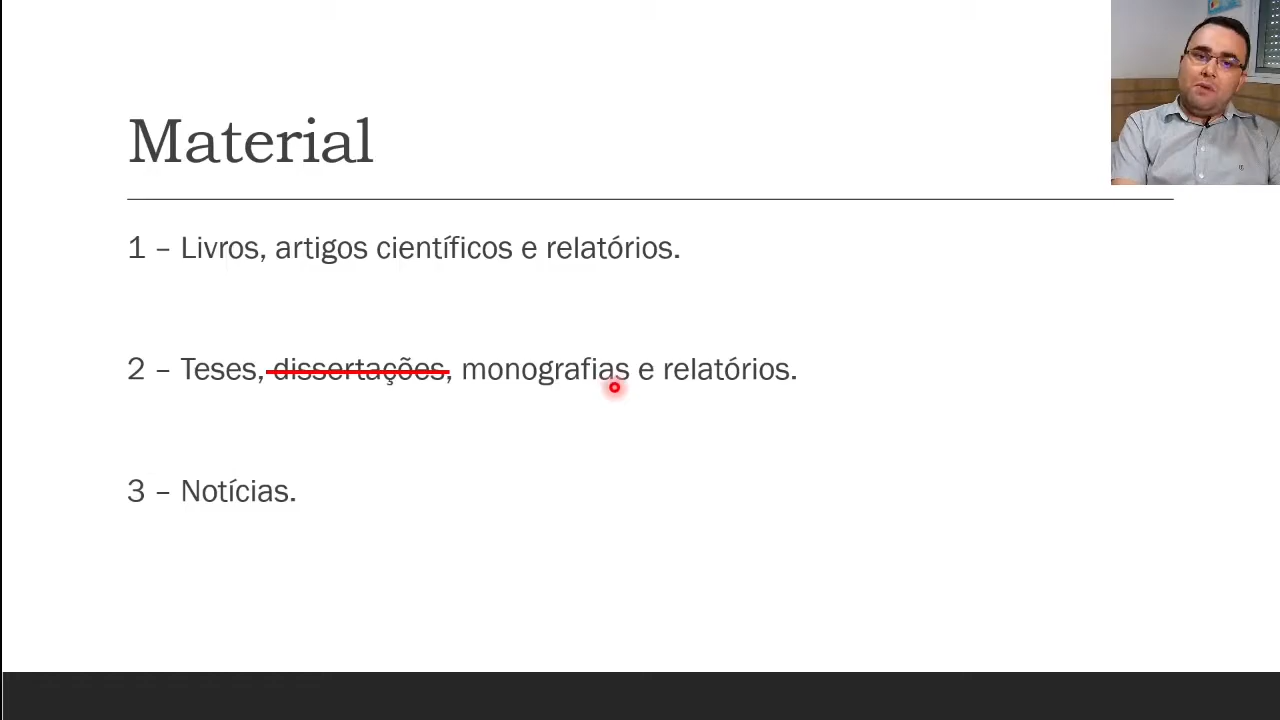 Material
1 – Livros, artigos científicos e relatórios.
2 – Teses, dissertações, monografias e relatórios.
3 – Notícias.